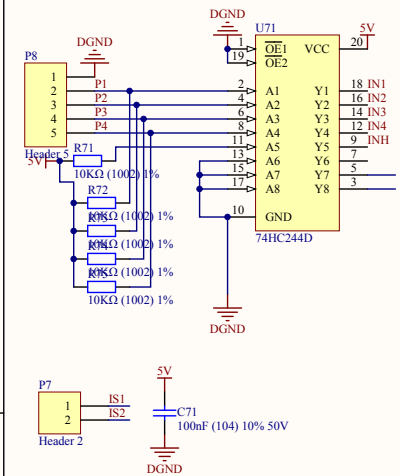 DGND
U71
5V
1
OE1
VCC
20
19
OE2
DGND
P8
1
2
3
4
5
P1
P2
P3
P4
Header 5
2
A1
Y1
18
IN1
4
A2
Y2
16
IN2
6
A3
Y3
14
IN3
8
A4
Y4
12
IN4
11
A5
Y5
9
INH
13
A6
Y6
7
15
A7
Y7
5
17
A8
Y8
3
10
GND
74HC244D
5V
R71
10KΩ (1002) 1%
R72
10KΩ (1002) 1%
R73
10KΩ (1002) 1%
R74
10KΩ (1002) 1%
R75
10KΩ (1002) 1%
DGND
P7
1
2
IS1
IS2
Header 2
5V
C71
100nF (104) 10% 50V
DGND